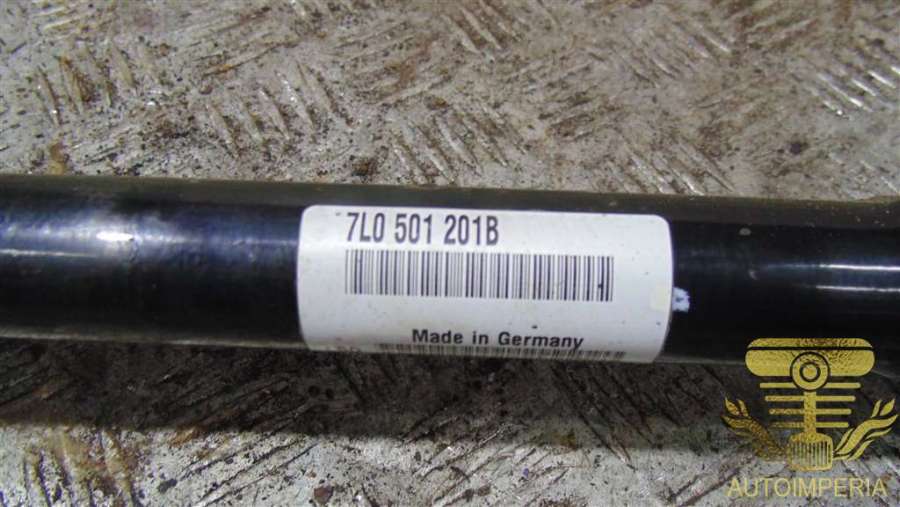 7L0 501 201B
Made in Germany
AUTOIMPERIA